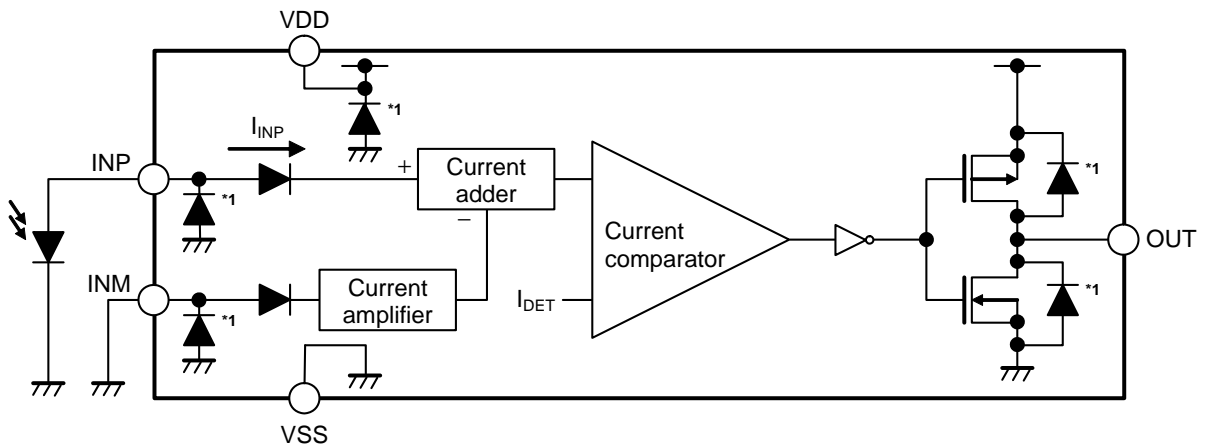 VDD
*1
I_INP
INP
+
Current
adder
*1
−
Current
comparator
*1
OUT
INM
Current
amplifier
*1
I_DET
*1
VSS